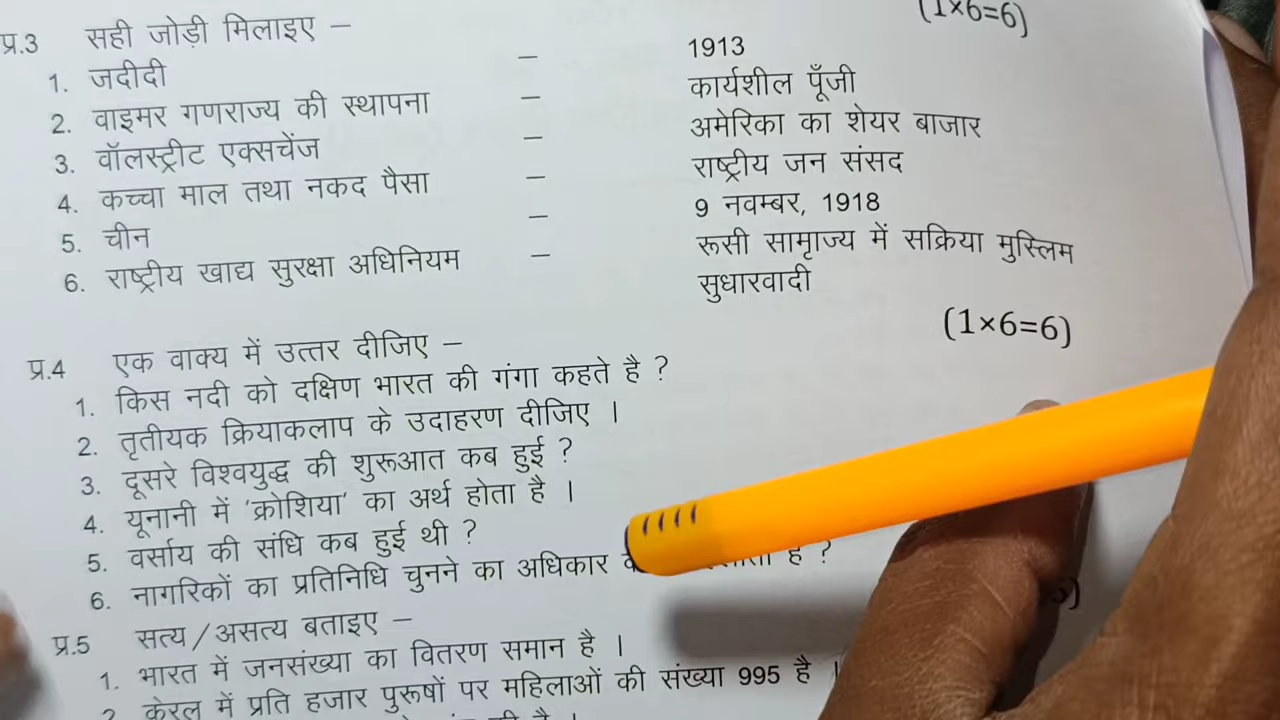 (1×6=6)
प्र.3 सही जोड़ी मिलाइए –
1. जदीदी – 1913
2. वाइमर गणराज्य की स्थापना – कार्यशील पूँजी
3. वॉलस्ट्रीट एक्सचेंज – अमेरिका का शेयर बाजार
4. कच्चा माल तथा नकद पैसा – राष्ट्रीय जन संसद
5. चीन – 9 नवम्बर, 1918
6. राष्ट्रीय खाद्य सुरक्षा अधिनियम – रूसी सामृाज्य में सक्रिया मुस्लिम
सुधारवादी
प्र.4 एक वाक्य में उत्तर दीजिए – (1×6=6)
1. किस नदी को दक्षिण भारत की गंगा कहते है ?
2. तृतीयक क्रियाकलाप के उदाहरण दीजिए ।
3. दूसरे विश्वयुद्ध की शुरूआत कब हुई ?
4. यूनानी में 'क्रोशिया' का अर्थ होता है ।
5. वर्साय की संधि कब हुई थी ?
6. नागरिकों का प्रतिनिधि चुनने का अधिकार है ?
प्र.5 सत्य/असत्य बताइए –
1. भारत में जनसंख्या का वितरण समान है ।
2. केरल में प्रति हजार पुरूषों पर महिलाओं की संख्या 995 है ।